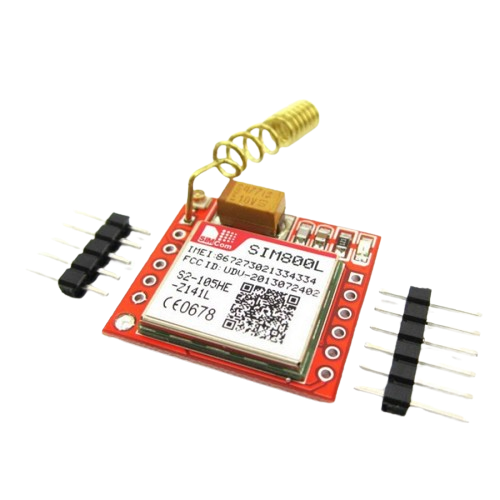 SIMCom
SIM800L
IMEI:867273021334334
FCC ID: UDV-2013072402
S2-105HE
-Z141L
CE0678